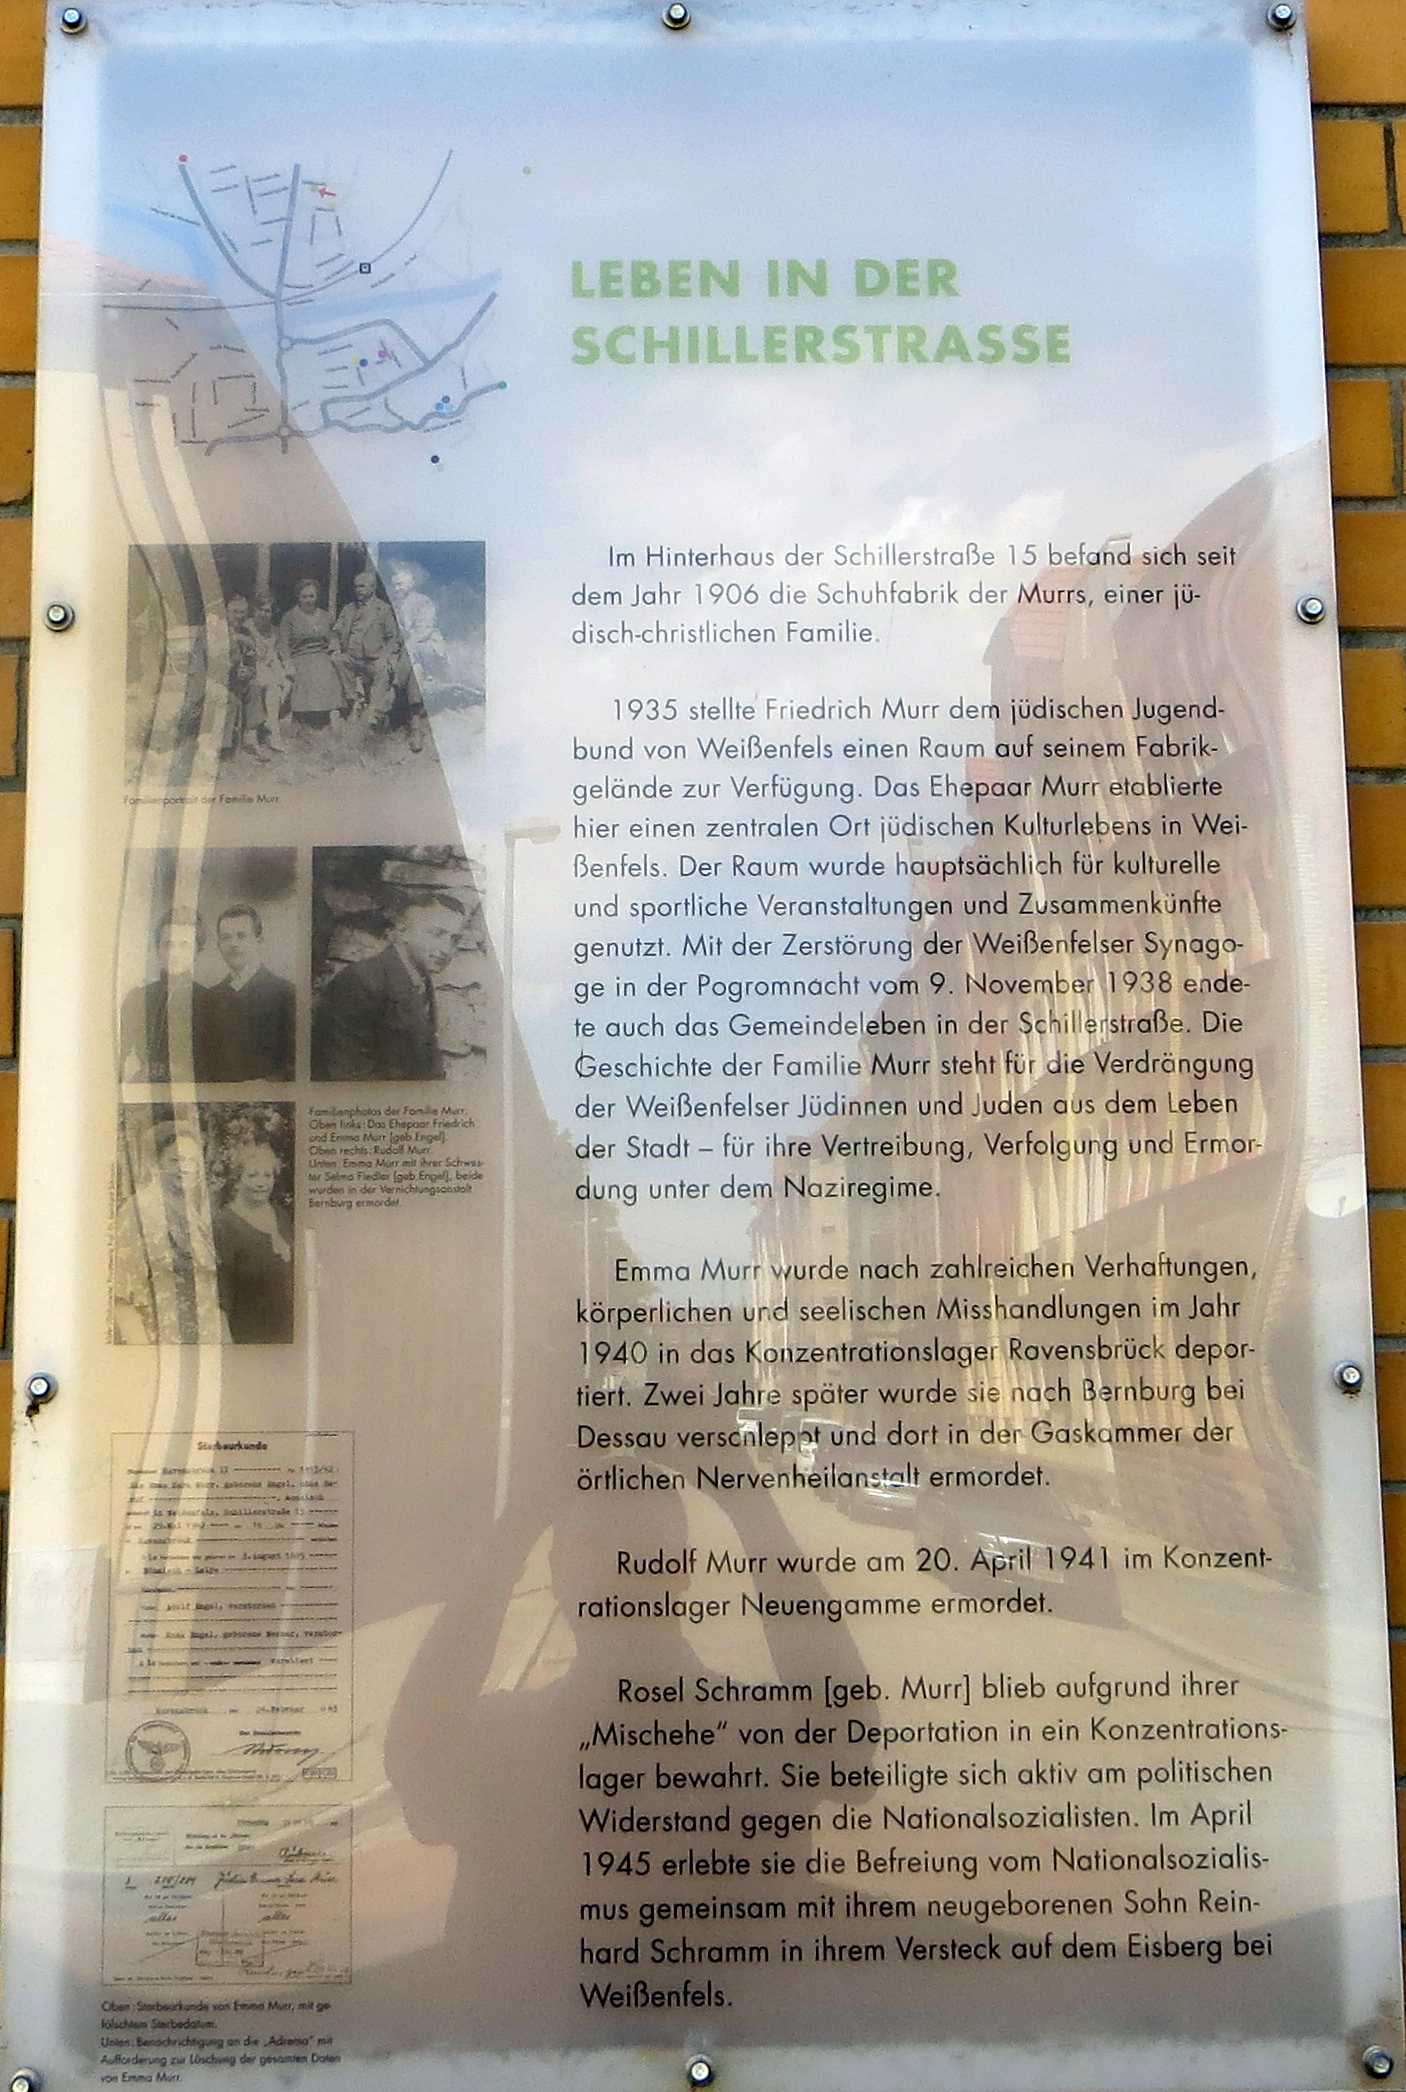 LEBEN IN DER
SCHILLERSTRASSE
Im Hinterhaus der Schillerstraße 15 befand sich seit
dem Jahr 1906 die Schuhfabrik der Murrs, einer jü-
disch-christlichen Familie.
1935 stellte Friedrich Murr dem jüdischen Jugend-
bund von Weißenfels einen Raum auf seinem Fabrik-
gelände zur Verfügung. Das Ehepaar Murr etablierte
hier einen zentralen Ort jüdischen Kulturlebens in Wei-
ßenfels. Der Raum wurde hauptsächlich für kulturelle
und sportliche Veranstaltungen und Zusammenkünfte
genutzt. Mit der Zerstörung der Weißenfelser Synago-
ge in der Pogromnacht vom 9. November 1938 ende-
te auch das Gemeindeleben in der Schillerstraße. Die
Geschichte der Familie Murr steht für die Verdrängung
der Weißenfelser Jüdinnen und Juden aus dem Leben
der Stadt – für ihre Vertreibung, Verfolgung und Ermor-
dung unter dem Naziregime.
Emma Murr wurde nach zahlreichen Verhaftungen,
körperlichen und seelischen Misshandlungen im Jahr
1940 in das Konzentrationslager Ravensbrück depor-
tiert. Zwei Jahre später wurde sie nach Bernburg bei
Dessau verschleppt und dort in der Gaskammer der
örtlichen Nervenheilanstalt ermordet.
Rudolf Murr wurde am 20. April 1941 im Konzent-
rationslager Neuengamme ermordet.
Rosel Schramm [geb. Murr] blieb aufgrund ihrer
„Mischehe“ von der Deportation in ein Konzentrations-
lager bewahrt. Sie beteiligte sich aktiv am politischen
Widerstand gegen die Nationalsozialisten. Im April
1945 erlebte sie die Befreiung vom Nationalsozialis-
mus gemeinsam mit ihrem neugeborenen Sohn Rein-
hard Schramm in ihrem Versteck auf dem Eisberg bei
Weißenfels.
Familienportrait der Familie Murr
Familienphotos der Familie Murr.
Oben links: Das Ehepaar Friedrich
und Emma Murr [geb.Engel].
Oben rechts: Rudolf Murr.
Unten: Emma Murr mit ihrer Schwes-
ter Selma Fiedler [geb.Engel], beide
wurden in der Vernichtungsanstalt
Bernburg ermordet.
Sterbeurkunde
Adolf Engel, verstorben
Oben: Sterbeurkunde von Emma Murr, mit ge-
fälschtem Sterbedatum.
Unten: Benachrichtigung an die „Adrema“ mit
Aufforderung zur Löschung der gesamten Daten
von Emma Murr.